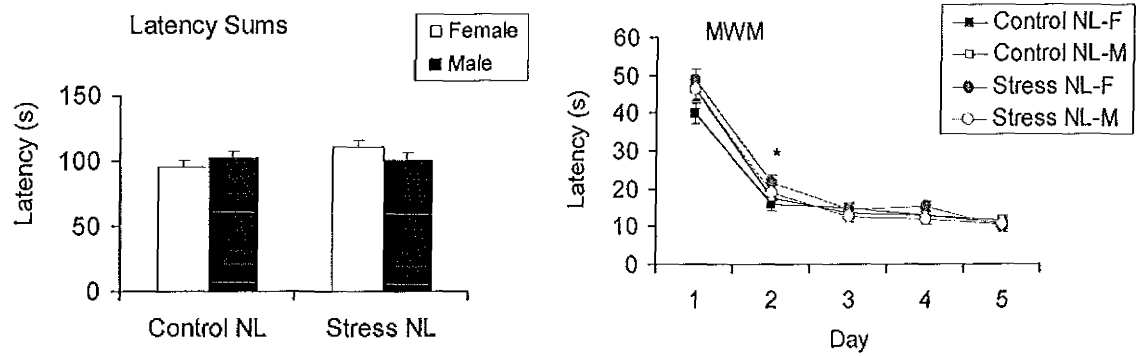 Latency Sums
Female
Male
Latency (s)
150
100
50
0
Control NL
Stress NL
MWM
Control NL-F
Control NL-M
Stress NL-F
Stress NL-M
Latency (s)
60
50
40
30
20
10
0
*
1 2 3 4 5
Day